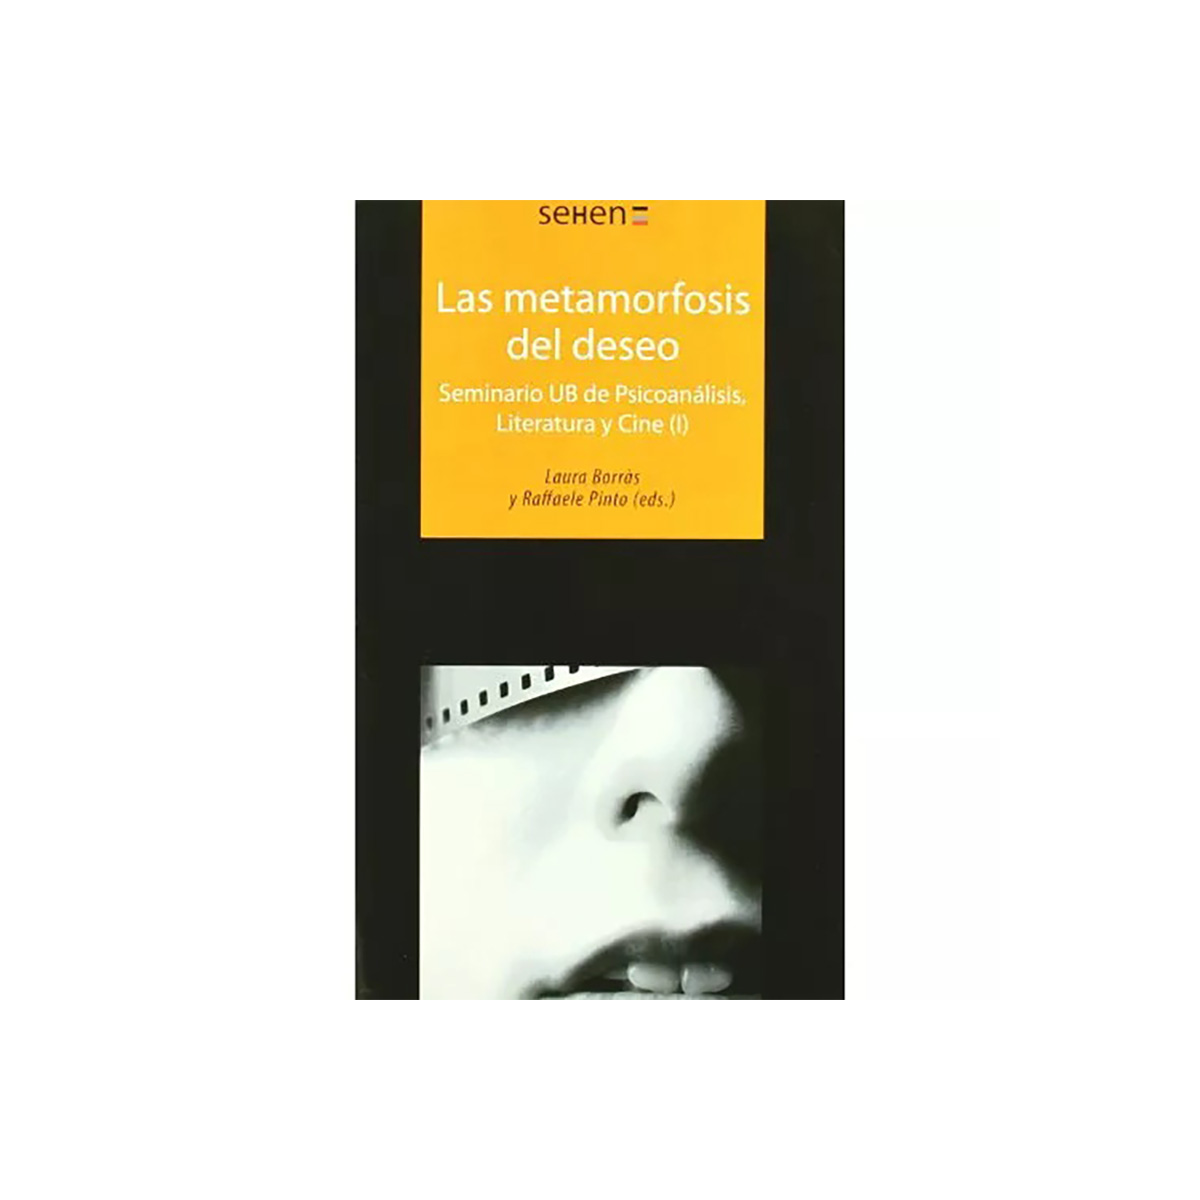 SeHen
Las metamorfosis
del deseo
Seminario UB de Psicoanálisis,
Literatura y Cine (I)
Laura Borràs
y Raffaele Pinto (eds.)